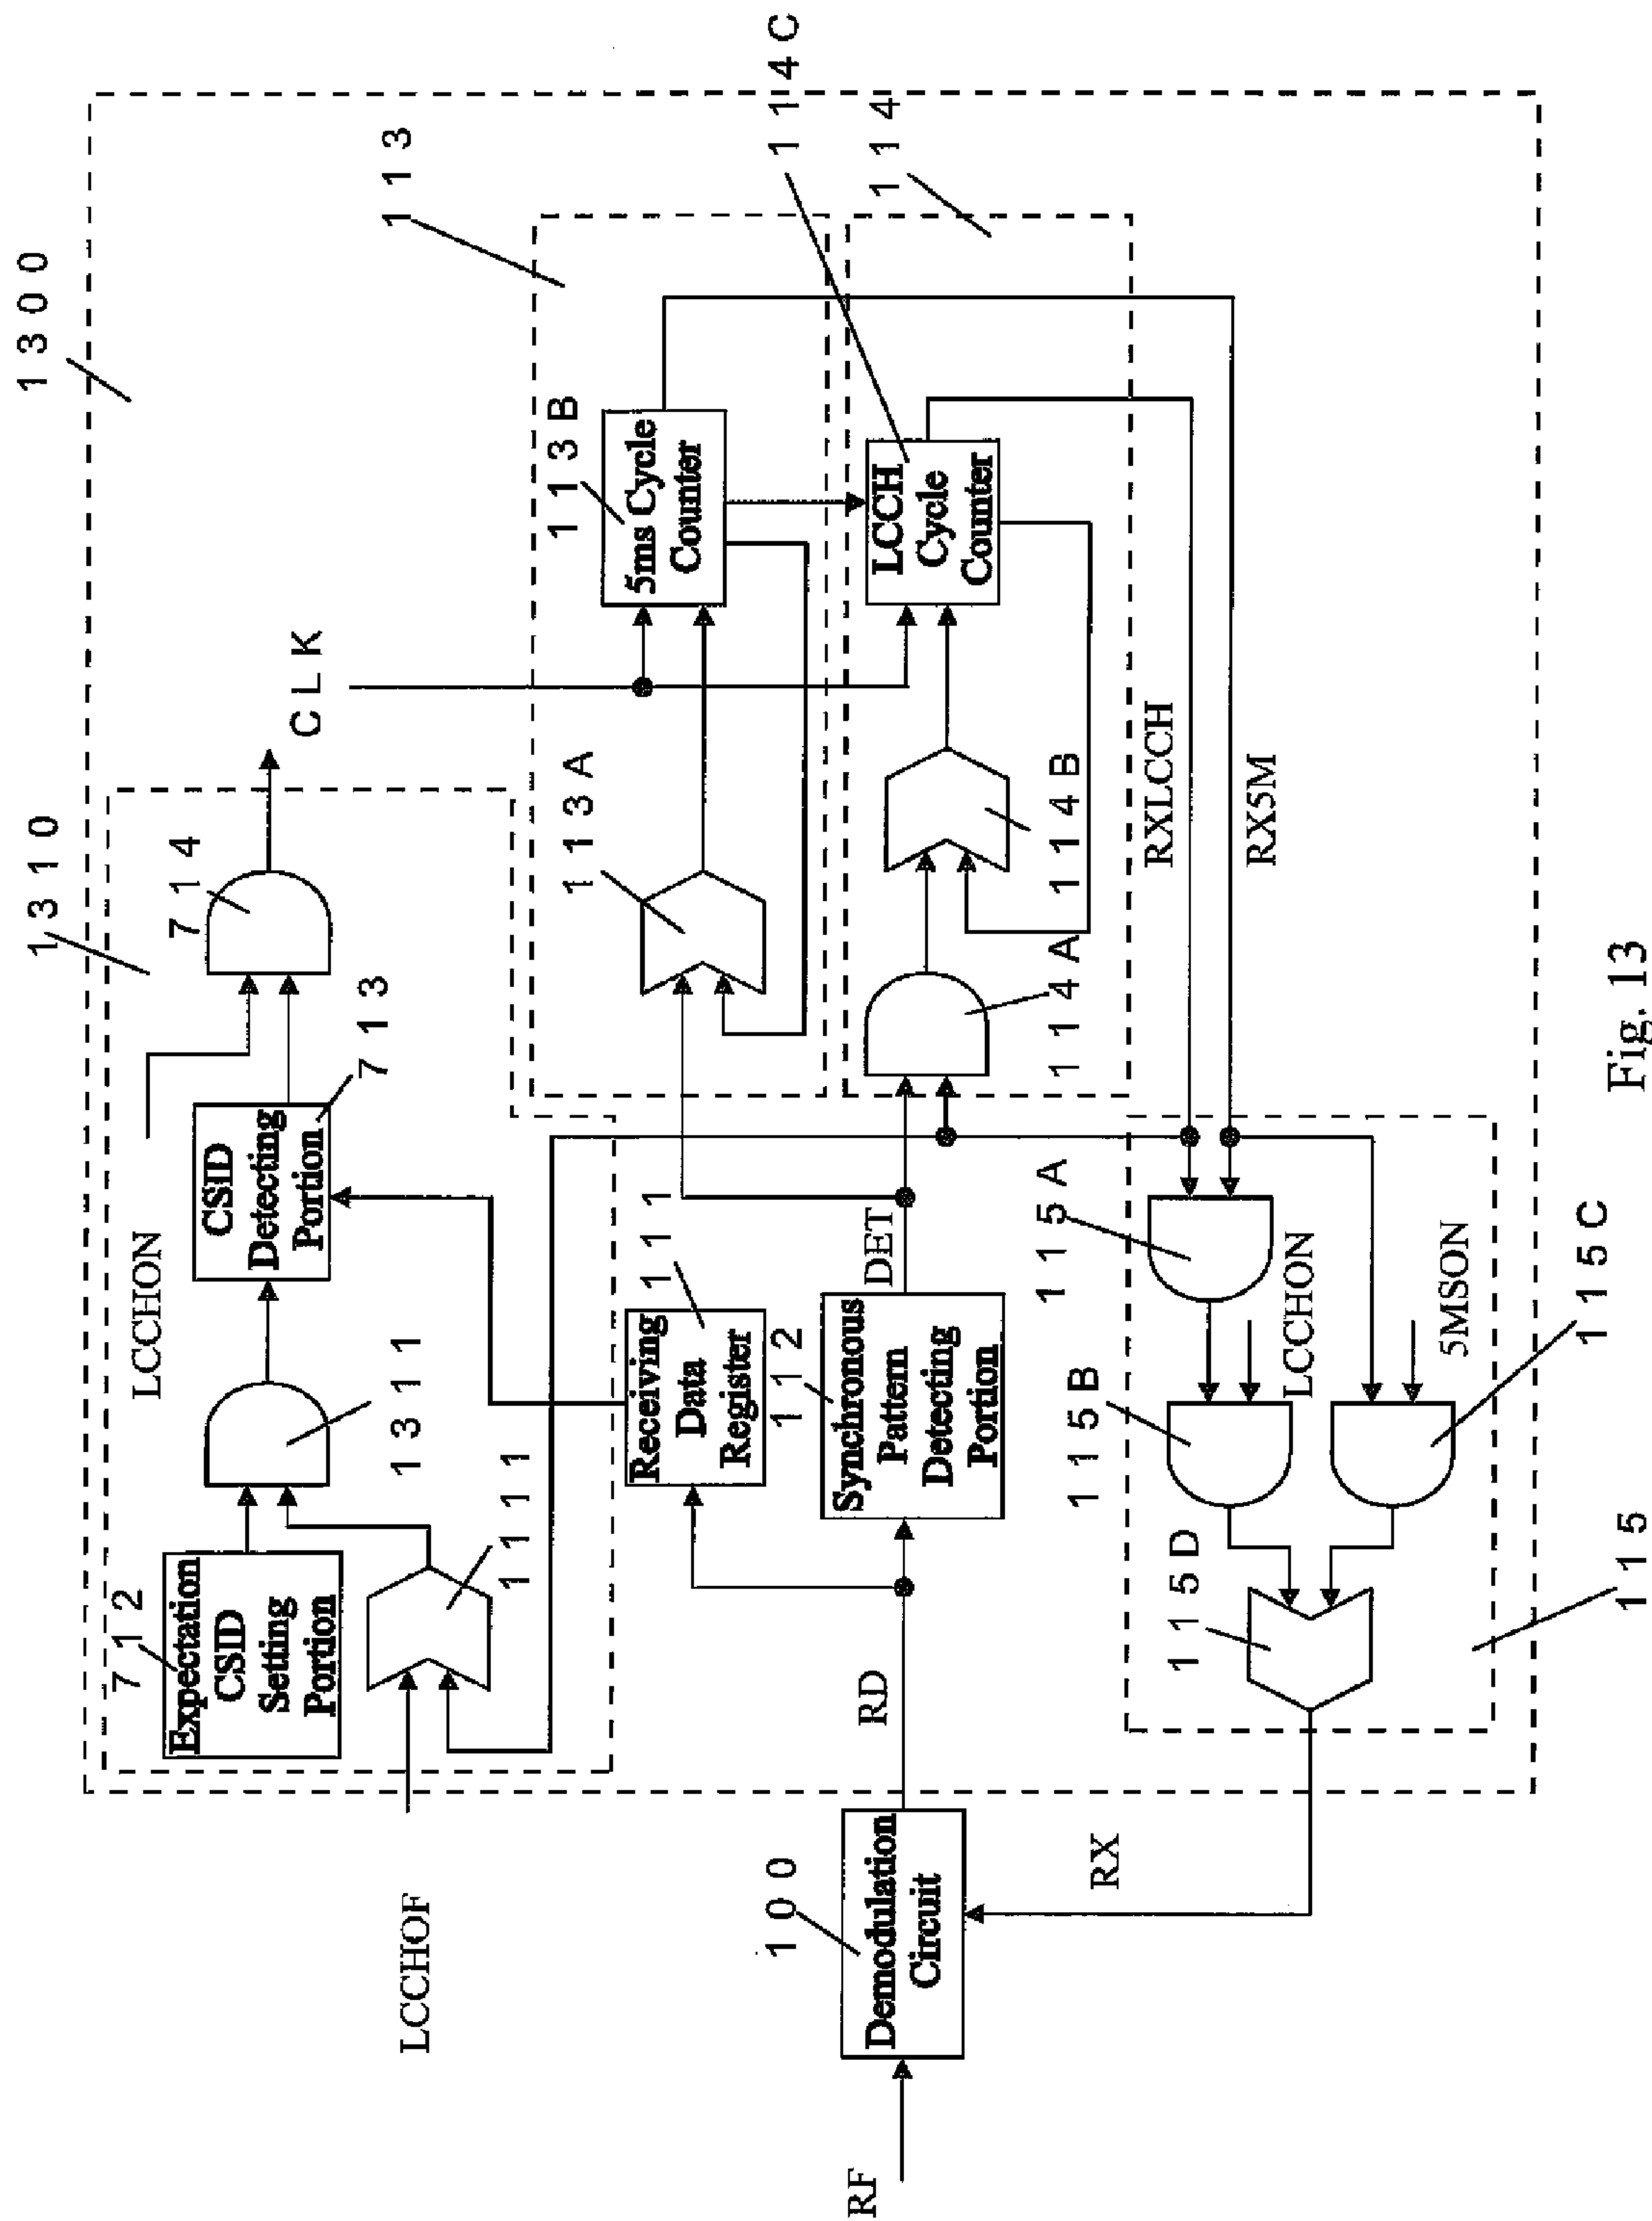 1300
1310
LCCHON
714
712
Expectation
CSID
Setting
Portion
1311
CSID
Detecting
Portion
713
CLK
113
LCCHOF
1111
Receiving
Data
Register
111
113A
113B
5ms Cycle
Counter
114C
114
100
Demodulation
Circuit
RF
RD
112
Synchronous
Pattern
Detecting
Portion
DET
114A
114B
LCCH
Cycle
Counter
RX
115D
115B
115A
LCCHON
5MSON
115C
115
RXLCCH
RX5M
Fig. 13